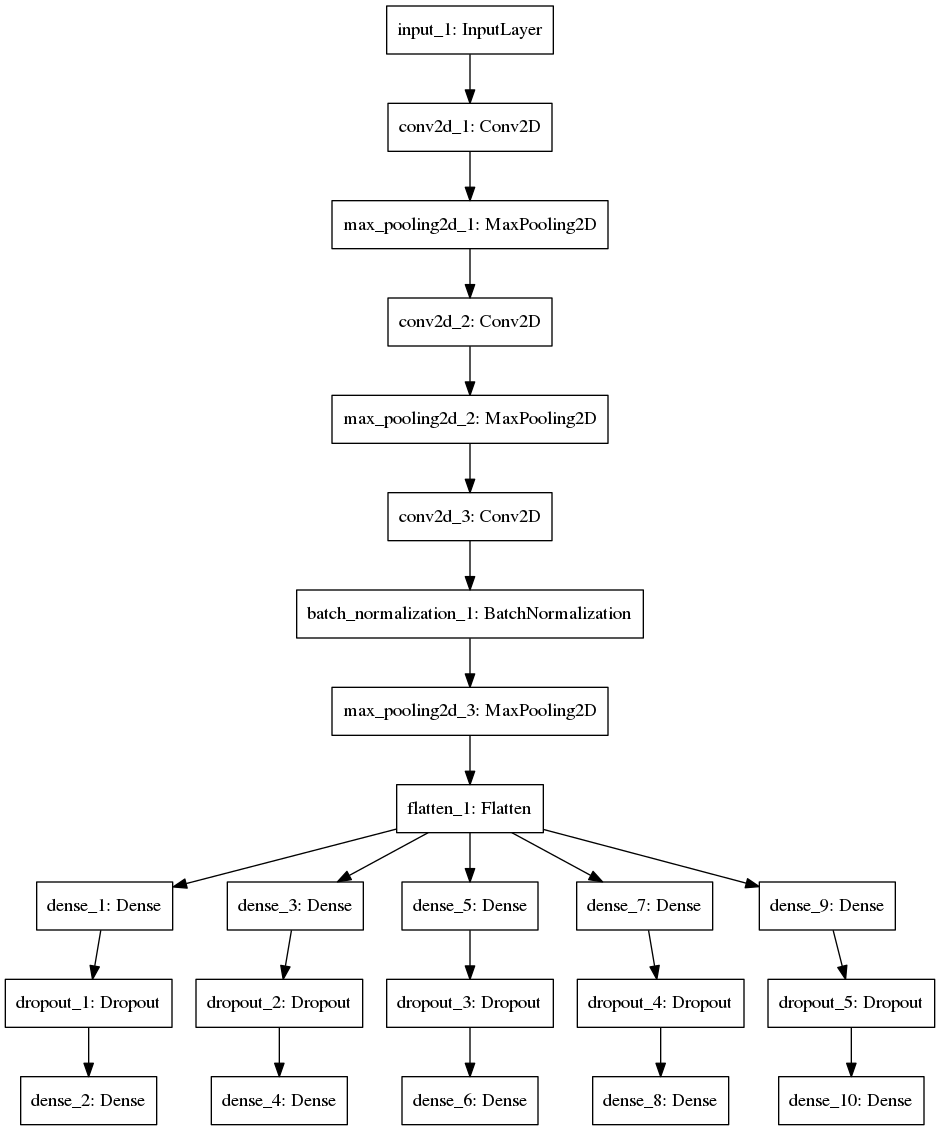 input_1: InputLayer
conv2d_1: Conv2D
max_pooling2d_1: MaxPooling2D
conv2d_2: Conv2D
max_pooling2d_2: MaxPooling2D
conv2d_3: Conv2D
batch_normalization_1: BatchNormalization
max_pooling2d_3: MaxPooling2D
flatten_1: Flatten
dense_1: Dense
dense_3: Dense
dense_5: Dense
dense_7: Dense
dense_9: Dense
dropout_1: Dropout
dropout_2: Dropout
dropout_3: Dropout
dropout_4: Dropout
dropout_5: Dropout
dense_2: Dense
dense_4: Dense
dense_6: Dense
dense_8: Dense
dense_10: Dense